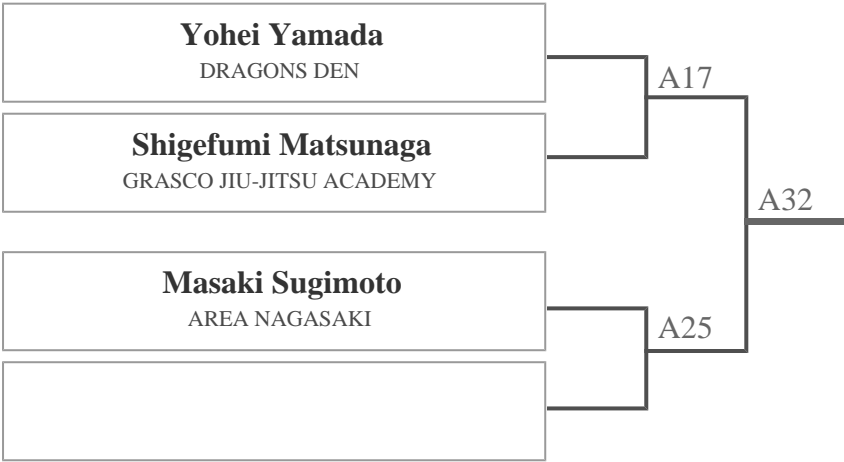 Yohei Yamada
DRAGONS DEN
A17
Shigefumi Matsunaga
GRASCO JIU-JITSU ACADEMY
A32
Masaki Sugimoto
AREA NAGASAKI
A25